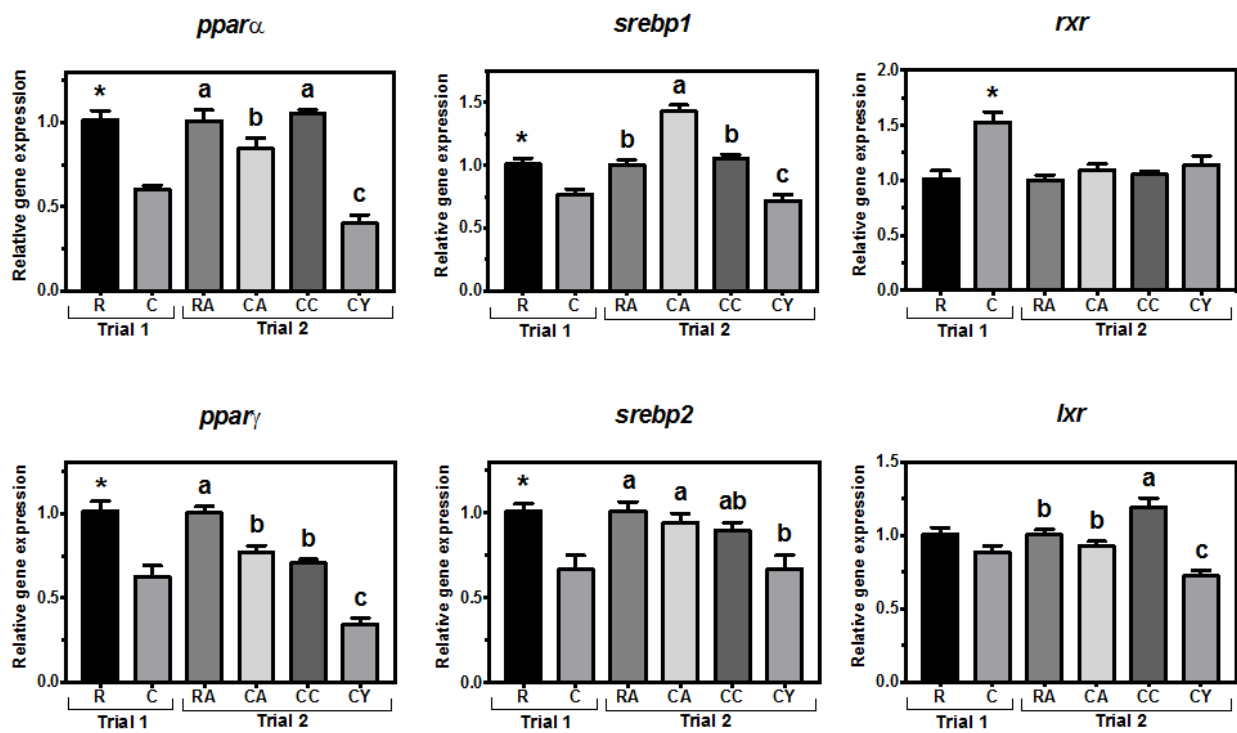 pparα
Relative gene expression
1.0
0.5
0.0
* a b a c
R C RA CA CC CY
Trial 1 Trial 2
srebp1
Relative gene expression
1.5
1.0
0.5
0.0
* b a b c
R C RA CA CC CY
Trial 1 Trial 2
rxr
Relative gene expression
2.0
1.5
1.0
0.5
0.0
*
R C RA CA CC CY
Trial 1 Trial 2
pparγ
Relative gene expression
1.0
0.5
0.0
* a b b c
R C RA CA CC CY
Trial 1 Trial 2
srebp2
Relative gene expression
1.0
0.5
0.0
* a a ab b
R C RA CA CC CY
Trial 1 Trial 2
lxr
Relative gene expression
1.5
1.0
0.5
0.0
b b a c
R C RA CA CC CY
Trial 1 Trial 2